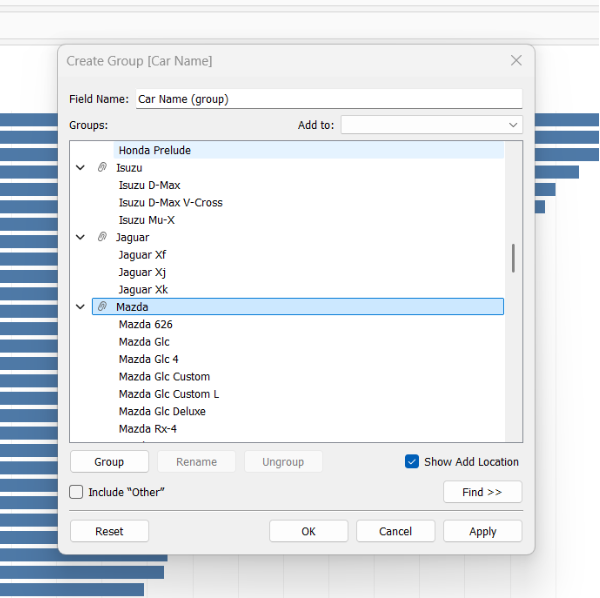 Create Group [Car Name]
Field Name: Car Name (group)
Groups: Add to:
Honda Prelude
Isuzu
Isuzu D-Max
Isuzu D-Max V-Cross
Isuzu Mu-X
Jaguar
Jaguar Xf
Jaguar Xj
Jaguar Xk
Mazda
Mazda 626
Mazda Glc
Mazda Glc 4
Mazda Glc Custom
Mazda Glc Custom L
Mazda Glc Deluxe
Mazda Rx-4
Group Rename Ungroup Show Add Location
Include “Other” Find >>
Reset OK Cancel Apply